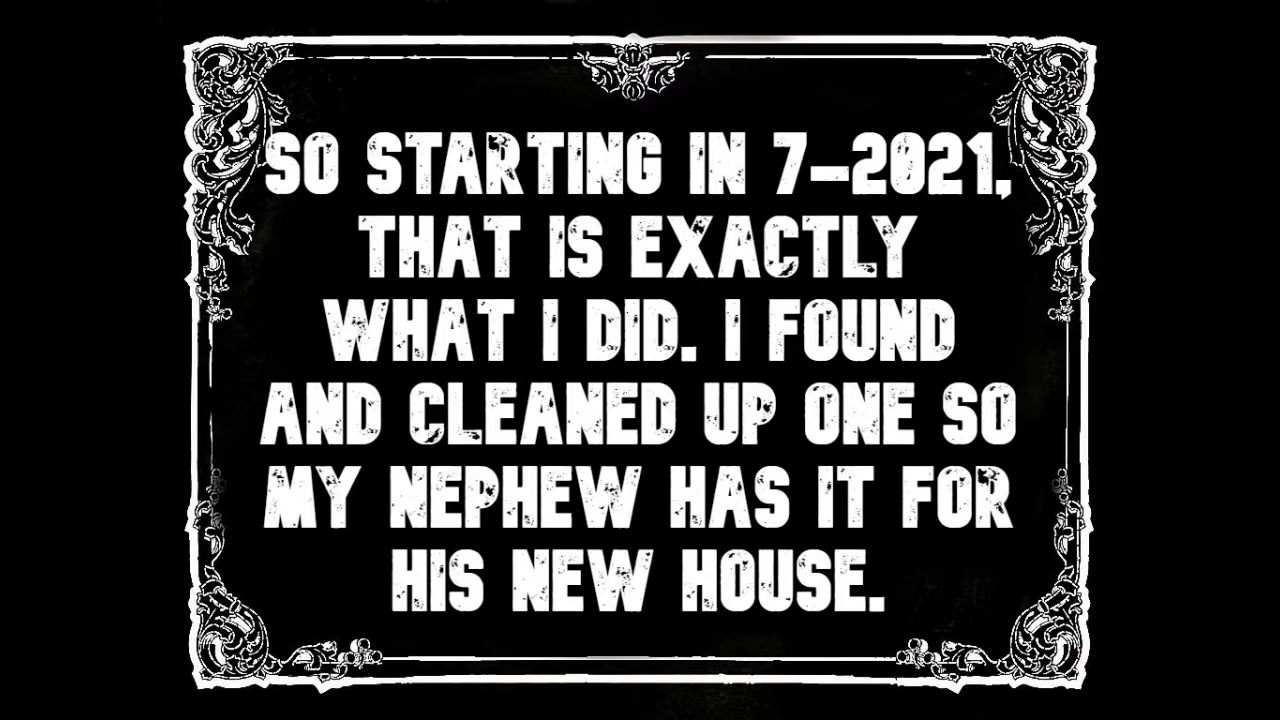 SO STARTING IN 7-2021,
THAT IS EXACTLY
WHAT I DID. I FOUND
AND CLEANED UP ONE SO
MY NEPHEW HAS IT FOR
HIS NEW HOUSE.